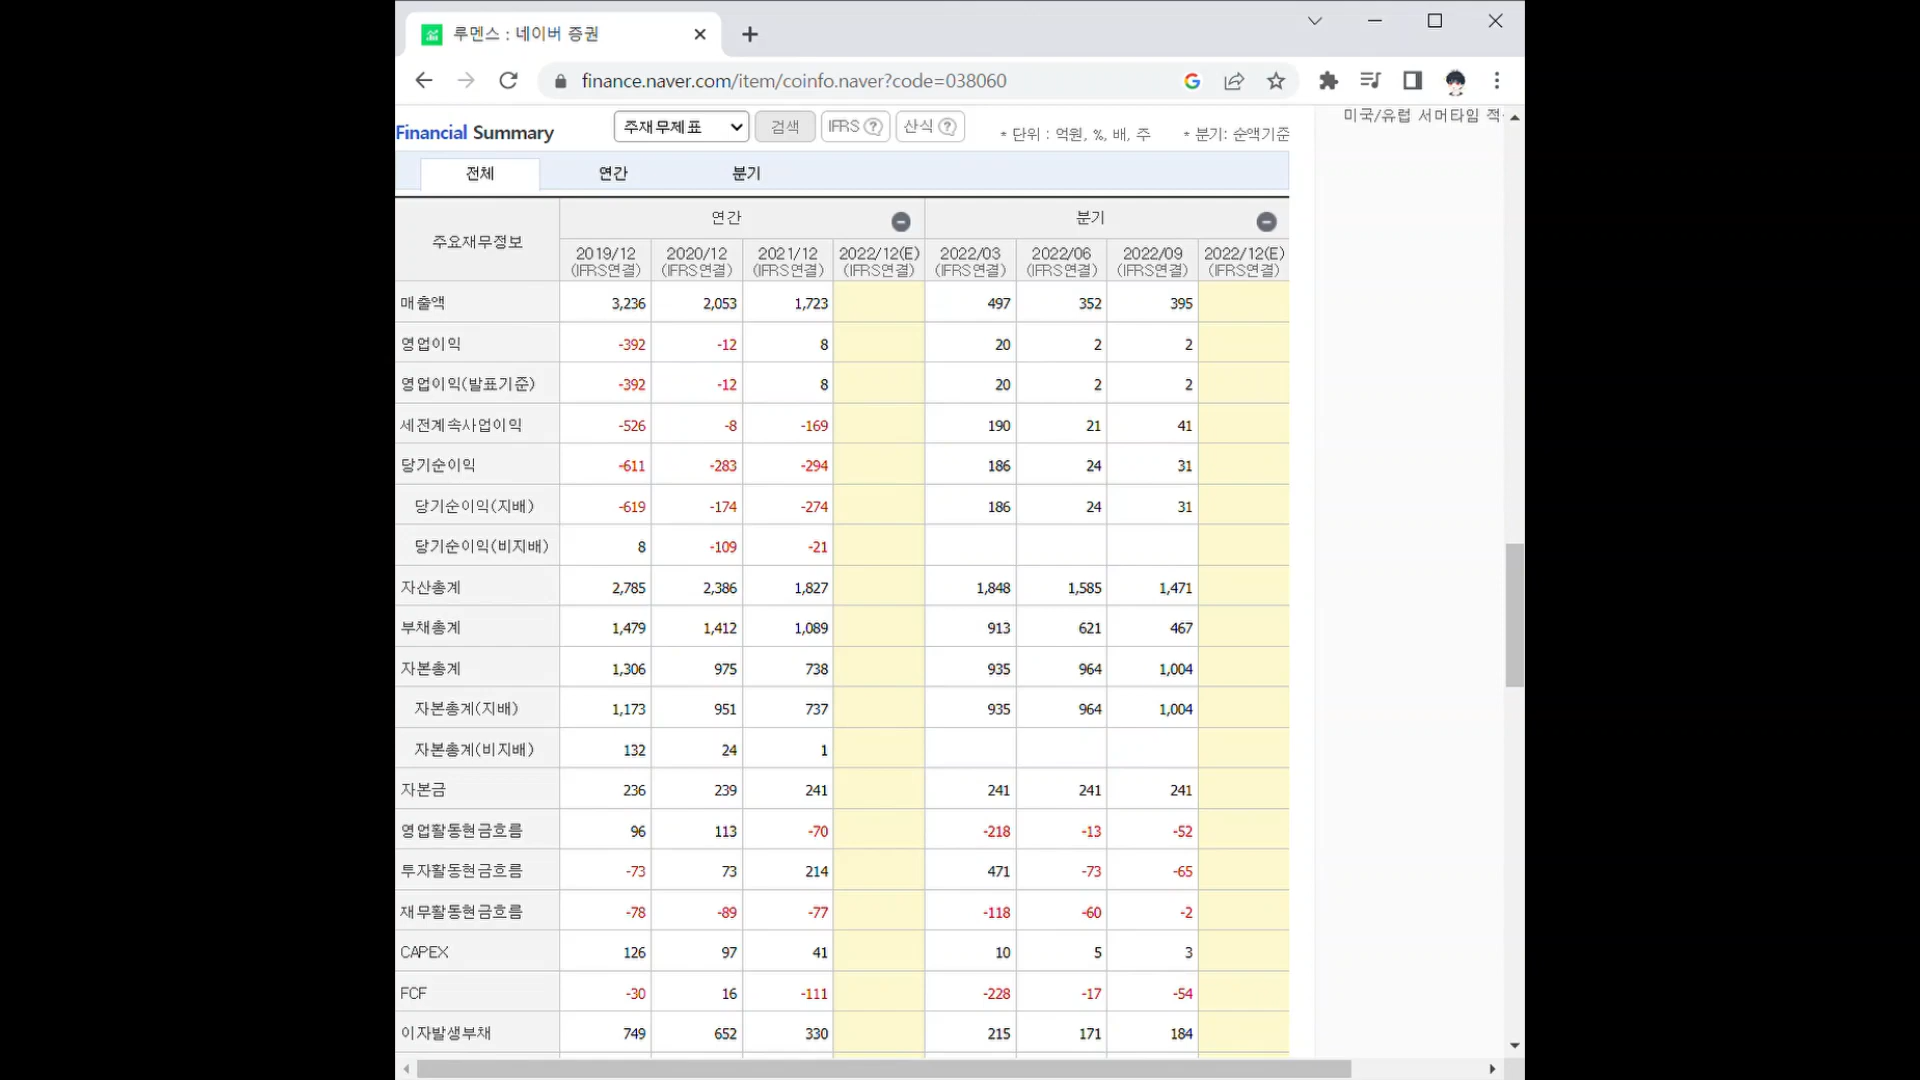 루멘스 : 네이버 증권
finance.naver.com/item/coinfo.naver?code=038060
Financial Summary 주재무제표 검색 IFRS ? 산식 ? * 단위 : 억원, %, 배, 주 * 분기: 순액기준
미국/유럽 서머타임 적
전체 연간 분기
주요재무정보 연간 분기
2019/12 2020/12 2021/12 2022/12(E) 2022/03 2022/06 2022/09 2022/12(E)
(IFRS연결) (IFRS연결) (IFRS연결) (IFRS연결) (IFRS연결) (IFRS연결) (IFRS연결) (IFRS연결)
매출액 3,236 2,053 1,723 497 352 395
영업이익 -392 -12 8 20 2 2
영업이익(발표기준) -392 -12 8 20 2 2
세전계속사업이익 -526 -8 -169 190 21 41
당기순이익 -611 -283 -294 186 24 31
당기순이익(지배) -619 -174 -274 186 24 31
당기순이익(비지배) 8 -109 -21
자산총계 2,785 2,386 1,827 1,848 1,585 1,471
부채총계 1,479 1,412 1,089 913 621 467
자본총계 1,306 975 738 935 964 1,004
자본총계(지배) 1,173 951 737 935 964 1,004
자본총계(비지배) 132 24 1
자본금 236 239 241 241 241 241
영업활동현금흐름 96 113 -70 -218 -13 -52
투자활동현금흐름 -73 73 214 471 -73 -65
재무활동현금흐름 -78 -89 -77 -118 -60 -2
CAPEX 126 97 41 10 5 3
FCF -30 16 -111 -228 -17 -54
이자발생부채 749 652 330 215 171 184